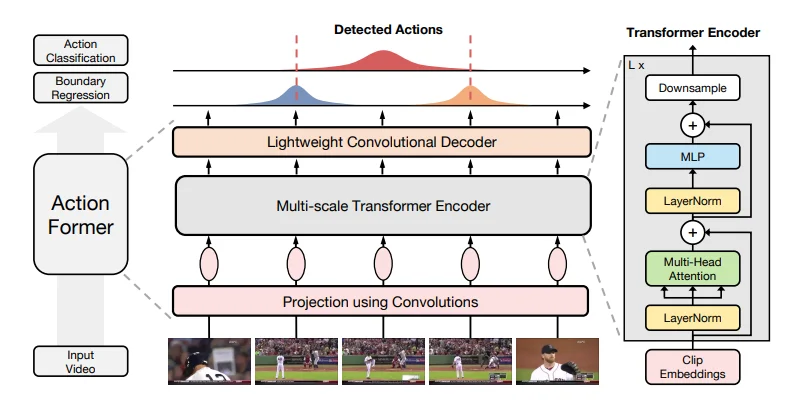 Action
Classification
Boundary
Regression
Action
Former
Input
Video
Detected Actions
Lightweight Convolutional Decoder
Multi-scale Transformer Encoder
Projection using Convolutions
Transformer Encoder
L x
Downsample
+
MLP
LayerNorm
+
Multi-Head
Attention
LayerNorm
Clip
Embeddings